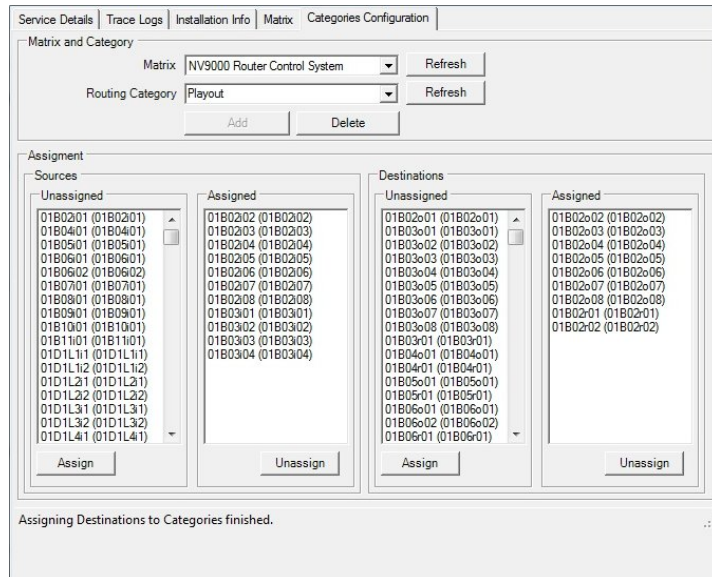 Service Details Trace Logs Installation Info Matrix Categories Configuration
Matrix and Category
Matrix NV9000 Router Control System Refresh
Routing Category Playout Refresh
Add Delete
Assigment
Sources
Unassigned
01B02i01 (01B02i01)
01B04i01 (01B04i01)
01B05i01 (01B05i01)
01B06i01 (01B06i01)
01B06i02 (01B06i02)
01B07i01 (01B07i01)
01B08i01 (01B08i01)
01B09i01 (01B09i01)
01B10i01 (01B10i01)
01B11i01 (01B11i01)
01D1L1i1 (01D1L1i1)
01D1L1i2 (01D1L1i2)
01D1L2i1 (01D1L2i1)
01D1L2i2 (01D1L2i2)
01D1L3i1 (01D1L3i1)
01D1L3i2 (01D1L3i2)
01D1L4i1 (01D1L4i1)
Assign
Assigned
01B02i02 (01B02i02)
01B02i03 (01B02i03)
01B02i04 (01B02i04)
01B02i05 (01B02i05)
01B02i06 (01B02i06)
01B02i07 (01B02i07)
01B02i08 (01B02i08)
01B03i01 (01B03i01)
01B03i02 (01B03i02)
01B03i03 (01B03i03)
01B03i04 (01B03i04)
Unassign
Destinations
Unassigned
01B02o01 (01B02o01)
01B03o01 (01B03o01)
01B03o02 (01B03o02)
01B03o03 (01B03o03)
01B03o04 (01B03o04)
01B03o05 (01B03o05)
01B03o06 (01B03o06)
01B03o07 (01B03o07)
01B03o08 (01B03o08)
01B03r01 (01B03r01)
01B04o01 (01B04o01)
01B04r01 (01B04r01)
01B05o01 (01B05o01)
01B05r01 (01B05r01)
01B06o01 (01B06o01)
01B06o02 (01B06o02)
01B06r01 (01B06r01)
Assign
Assigned
01B02o02 (01B02o02)
01B02o03 (01B02o03)
01B02o04 (01B02o04)
01B02o05 (01B02o05)
01B02o06 (01B02o06)
01B02o07 (01B02o07)
01B02o08 (01B02o08)
01B02r01 (01B02r01)
01B02r02 (01B02r02)
Unassign
Assigning Destinations to Categories finished.